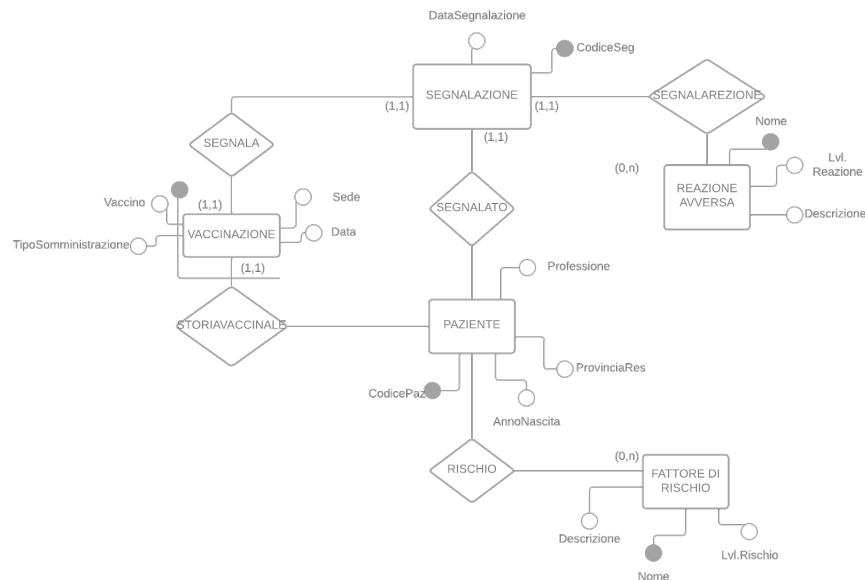 DataSegnalazione
CodiceSeg
SEGNALAZIONE
SEGNALAREZIONE
(1,1)
(1,1)
(1,1)
Nome
SEGNALA
(0,n)
Lvl.
Reazione
REAZIONE
AVVERSA
Vaccino
(1,1)
Sede
SEGNALATO
Descrizione
VACCINAZIONE
Data
TipoSomministrazione
(1,1)
Professione
STORIAVACCINALE
PAZIENTE
ProvinciaRes
CodicePaz
AnnoNascita
(0,n)
RISCHIO
FATTORE DI
RISCHIO
Descrizione
Lvl.Rischio
Nome